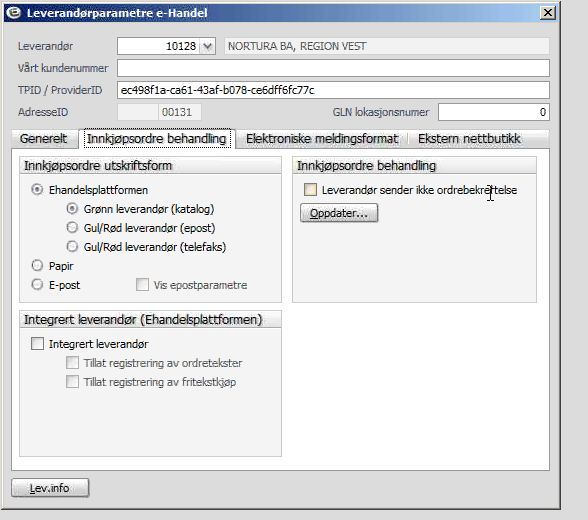 Leverandørparametre e-Handel
Leverandør 10128 NORTURA BA, REGION VEST
Vårt kundenummer
TPID / ProviderID ec498f1a-ca61-43af-b078-ce6dff6fc77c
AdresseID 00131 GLN lokasjonsnumer 0
Generelt Innkjøpsordre behandling Elektroniske meldingsformat Ekstern nettbutikk
Innkjøpsordre utskriftsform
Ehandelsplattformen
Grønn leverandør (katalog)
Gul/Rød leverandør (epost)
Gul/Rød leverandør (telefaks)
Papir
E-post Vis epostparametre
Innkjøpsordre behandling
Leverandør sender ikke ordrebekreftelse
Oppdater...
Integrert leverandør (Ehandelsplattformen)
Integrert leverandør
Tillat registrering av ordretekster
Tillat registrering av fritekstkjøp
Lev.info